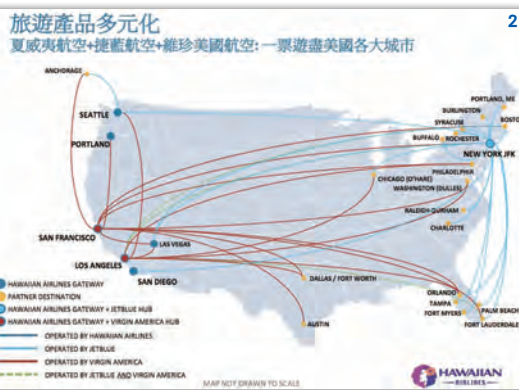 旅遊產品多元化
2
夏威夷航空+捷藍航空+維珍美國航空: 一票遊盡美國各大城市
ANCHORAGE
SEATTLE
PORTLAND
PORTLAND, ME
BURLINGTON
SYRACUSE
BOSTO
BUFFALO
ROCHESTER
NEW YORK JFK
PHILADELPHIA
CHICAGO (O'HARE)
WASHINGTON (DULLES)
RALEIGH-DURHAM
CHARLOTTE
SAN FRANCISCO
LAS VEGAS
LOS ANGELES
SAN DIEGO
DALLAS / FORT WORTH
AUSTIN
ORLANDO
TAMPA
FORT MYERS
PALM BEACH
FORT LAUDERDALE
HAWAIIAN AIRLINES GATEWAY
PARTNER DESTINATION
HAWAIIAN AIRLINES GATEWAY + JETBLUE HUB
HAWAIIAN AIRLINES GATEWAY + VIRGIN AMERICA HUB
OPERATED BY HAWAIIAN AIRLINES
OPERATED BY JETBLUE
OPERATED BY VIRGIN AMERICA
OPERATED BY JETBLUE AND VIRGIN AMERICA
MAP NOT DRAWN TO SCALE
HAWAIIAN
AIRLINES